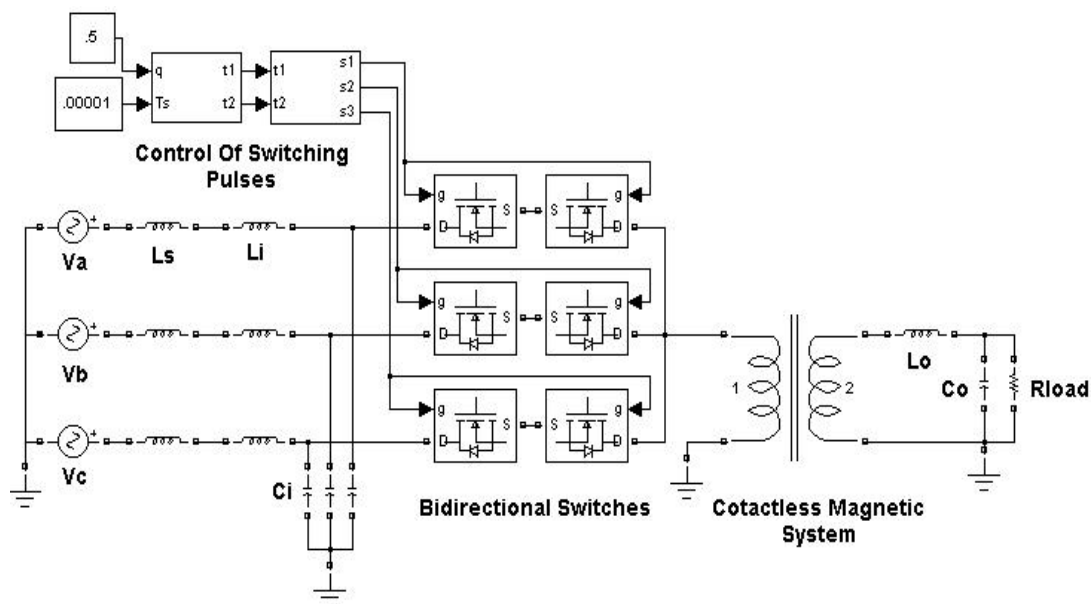 .5
.00001
q
Ts
t1
t2
t1
t2
s1
s2
s3
Control Of Switching
Pulses
g
D
S
S
g
D
Va
Ls
Li
+
g
D
S
S
g
D
Vb
+
g
D
S
S
g
D
Vc
+
Ci
1
2
Lo
Co
Rload
Bidirectional Switches
Cotactless Magnetic
System